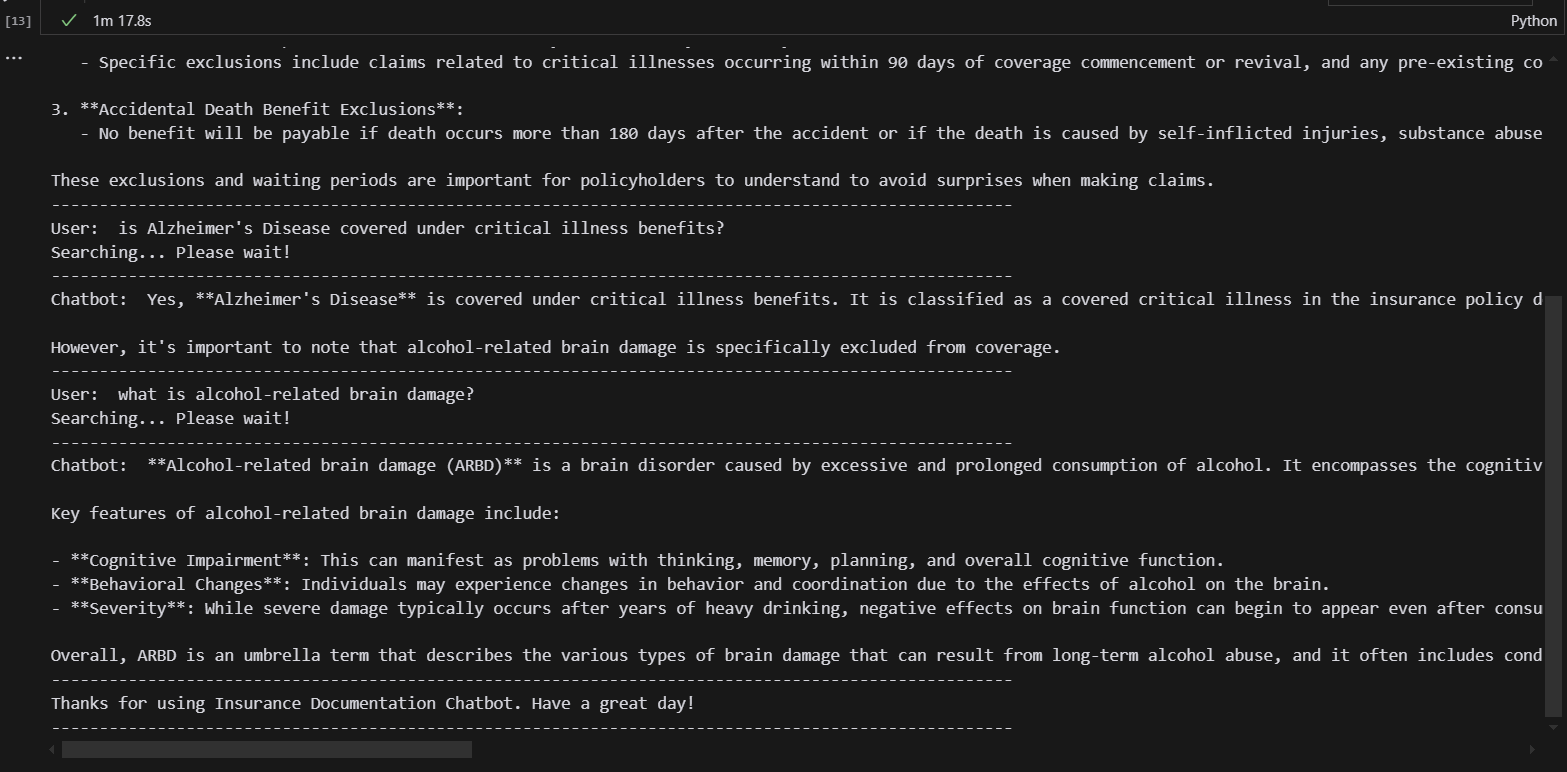 [13]
1m 17.8s
Python
...
- Specific exclusions include claims related to critical illnesses occurring within 90 days of coverage commencement or revival, and any pre-existing co
3. **Accidental Death Benefit Exclusions**:
- No benefit will be payable if death occurs more than 180 days after the accident or if the death is caused by self-inflicted injuries, substance abuse
These exclusions and waiting periods are important for policyholders to understand to avoid surprises when making claims.
----------------------------------------------------------------------------------------------------
User:  is Alzheimer's Disease covered under critical illness benefits?
Searching... Please wait!
----------------------------------------------------------------------------------------------------
Chatbot:  Yes, **Alzheimer's Disease** is covered under critical illness benefits. It is classified as a covered critical illness in the insurance policy d
However, it's important to note that alcohol-related brain damage is specifically excluded from coverage.
----------------------------------------------------------------------------------------------------
User:  what is alcohol-related brain damage?
Searching... Please wait!
----------------------------------------------------------------------------------------------------
Chatbot:  **Alcohol-related brain damage (ARBD)** is a brain disorder caused by excessive and prolonged consumption of alcohol. It encompasses the cognitiv
Key features of alcohol-related brain damage include:
- **Cognitive Impairment**: This can manifest as problems with thinking, memory, planning, and overall cognitive function.
- **Behavioral Changes**: Individuals may experience changes in behavior and coordination due to the effects of alcohol on the brain.
- **Severity**: While severe damage typically occurs after years of heavy drinking, negative effects on brain function can begin to appear even after consu
Overall, ARBD is an umbrella term that describes the various types of brain damage that can result from long-term alcohol abuse, and it often includes cond
----------------------------------------------------------------------------------------------------
Thanks for using Insurance Documentation Chatbot. Have a great day!
----------------------------------------------------------------------------------------------------